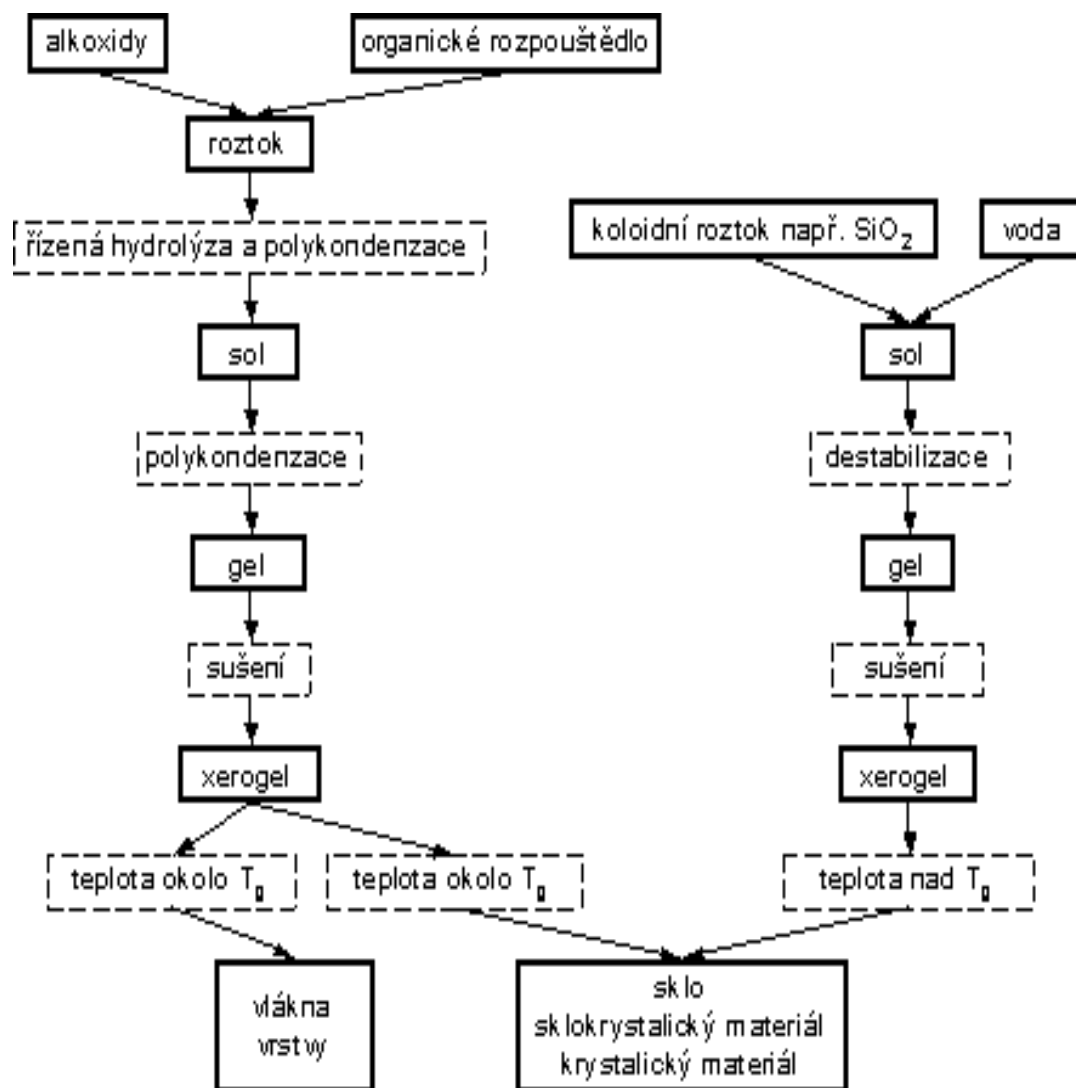 alkoxidy
organické rozpouštědlo
roztok
řízená hydrolýza a polykondenzace
koloidní roztok např. SiO₂
voda
sol
sol
polykondenzace
destabilizace
gel
gel
sušení
sušení
xerogel
xerogel
teplota okolo Tg
teplota okolo Tg
teplota nad Tg
vlákna
vrstvy
sklo
sklokrystalický materiál
krystalický materiál